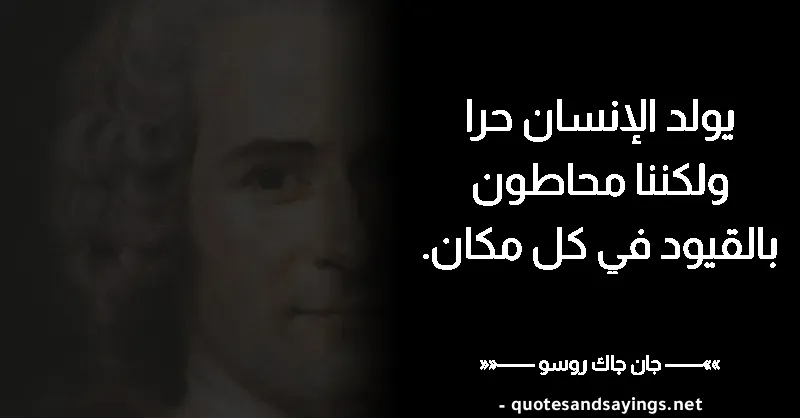 يولد الإنسان حرا
ولكننا محاطون
بالقيود في كل مكان.
»»—— جان جاك روسو ——««
- quotesandsayings.net